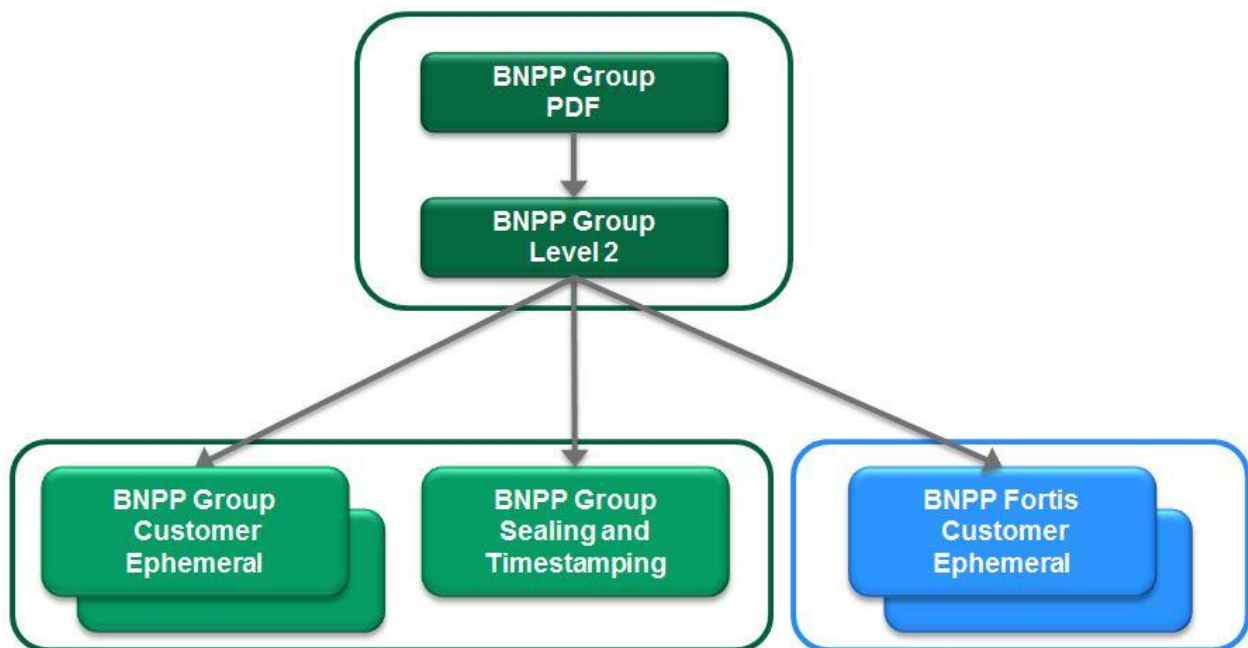 BNPP Group
PDF
BNPP Group
Level 2
BNPP Group
Customer
Ephemeral
BNPP Group
Sealing and
Timestamping
BNPP Fortis
Customer
Ephemeral